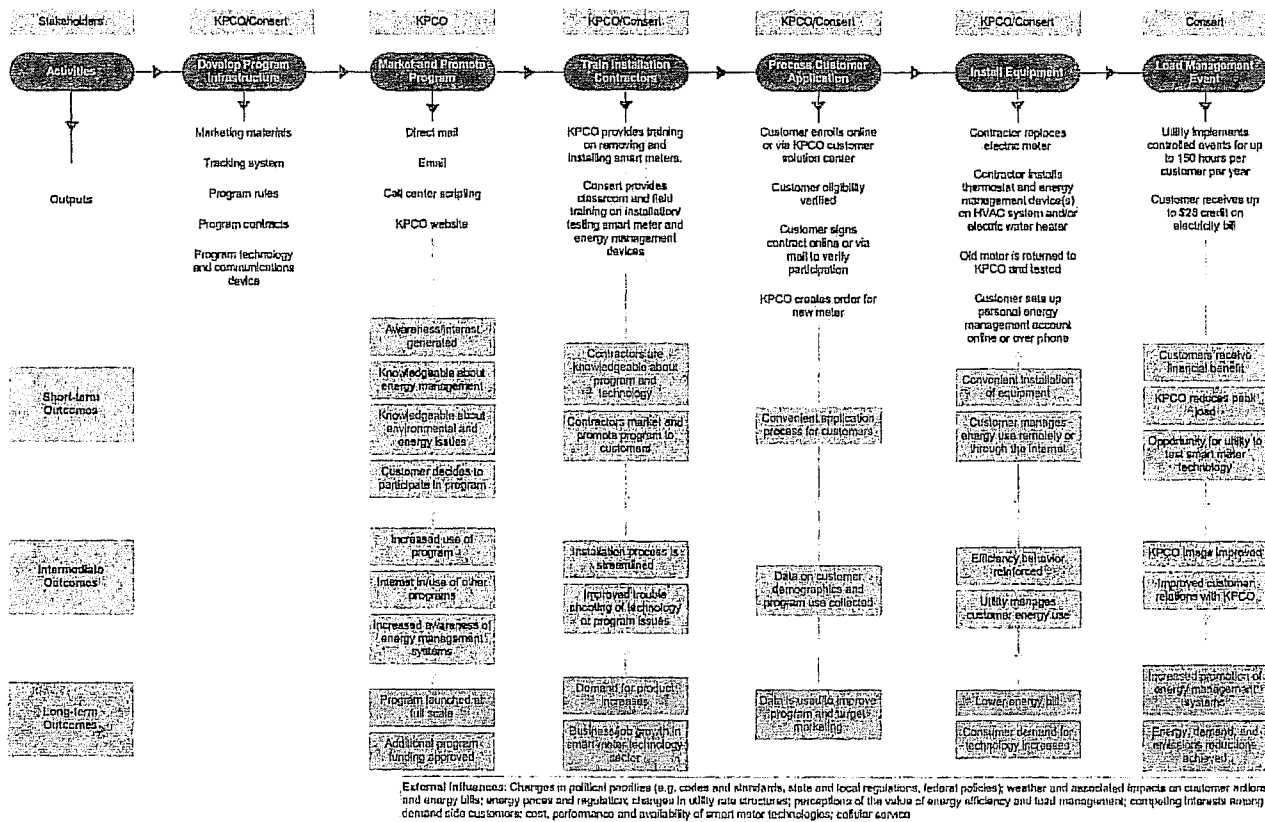 Stakeholders
KPCO/Consert
KPCO
KPCO/Consert
KPCO/Consert
KPCO/Consert
Consert
Activities
Develop Program
Infrastructure
Market and Promote
Program
Train Installation
Contractors
Process Customer
Application
Install Equipment
Load Management
Event
Outputs
Marketing materials
Tracking system
Program rules
Program contracts
Program technology
and communications
device
Direct mail
Email
Call center scripting
KPCO website
KPCO provides training
on removing and
installing smart meters.
Consert provides
classroom and field
training on installation/
testing smart meter and
energy management
devices
Customer enrolls online
or via KPCO customer
solution center
Customer eligibility
verified
Customer signs
contract online or via
mail to verify
participation
KPCO creates order for
new meter
Contractor replaces
electric meter
Contractor installs
thermostat and energy
management device(s)
on HVAC system and/or
electric water heater
Old meter is returned to
KPCO and tested
Customer sets up
personal energy
management account
online or over phone
Utility implements
controlled events for up
to 150 hours per
customer per year
Customer receives up
to $28 credit on
electricity bill
Short-term
Outcomes
Awareness/interest
generated
Knowledgeable about
energy management
Knowledgeable about
environmental and
energy issues
Customer decides to
participate in program
Contractors are
knowledgeable about
program and
technology
Contractors market and
promote program to
customers
Convenient application
process for customers
Convenient installation
of equipment
Customer manages
energy use remotely or
through the internet
Customers receive
financial benefit
KPCO reduces peak
load
Opportunity for utility to
test smart meter
technology
Intermediate
Outcomes
Increased use of
program
Interest in/use of other
programs
Increased awareness of
energy management
systems
Installation process is
streamlined
Improved trouble
shooting of technology
or program issues
Data on customer
demographics and
program use collected
Efficiency behavior
reinforced
Utility manages
customer energy use
KPCO image improved
Improved customer
relations with KPCO
Long-term
Outcomes
Program launched at
full scale
Additional program
funding approved
Demand for product
increases
Business/job growth in
smart meter technology
sector
Data is used to improve
program and target
marketing
Lower energy bill
Consumer demand for
technology increases
Increased promotion of
energy management
systems
Energy, demand, and
emissions reductions
achieved
External Influences: Changes in political priorities (e.g. codes and standards, state and local regulations, federal policies); weather and associated impacts on customer actions
and energy bills; energy prices and regulation; changes in utility rate structures; perceptions of the value of energy efficiency and load management; competing interests among
demand side customers; cost, performance and availability of smart meter technologies; cellular service